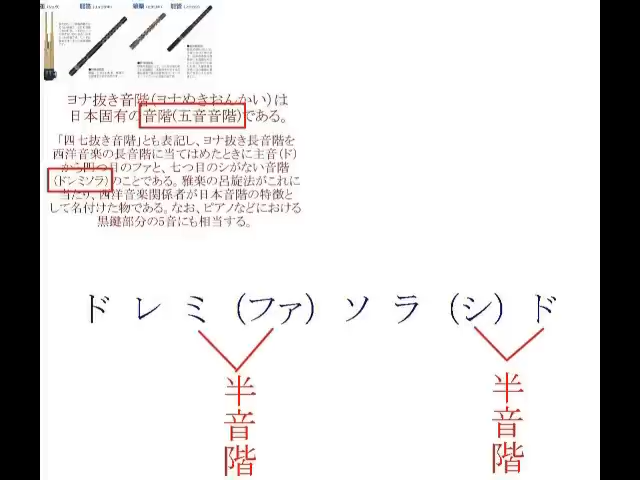 ヨナ抜き音階(ヨナぬきおんかい)は
日本固有の音階(五音音階)である。
「四七抜き音階」とも表記し、ヨナ抜き長音階を
西洋音楽の長音階に当てはめたときに主音(ド)
から四つ目のファと、七つ目のシがない音階
(ドレミソラ)のことである。雅楽の呂旋法がこれに
当たり、西洋音楽関係者が日本音階の特徴と
して名付けた物である。なお、ピアノなどにおける
黒鍵部分の5音にも相当する。
ド レ ミ (ファ) ソ ラ (シ) ド
半音階
半音階